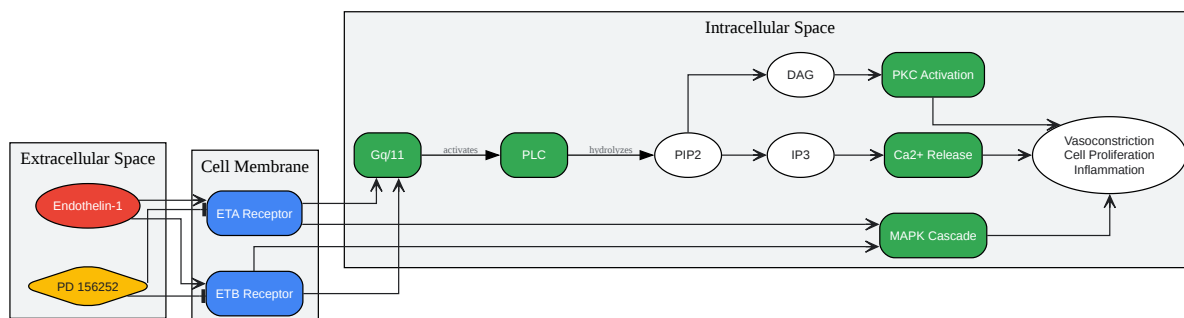 Intracellular Space
DAG
PKC Activation
Extracellular Space
Cell Membrane
Gq/11
activates
PLC
hydrolyzes
PIP2
IP3
Ca2+ Release
Vasoconstriction
Cell Proliferation
Inflammation
Endothelin-1
ETA Receptor
MAPK Cascade
PD 156252
ETB Receptor